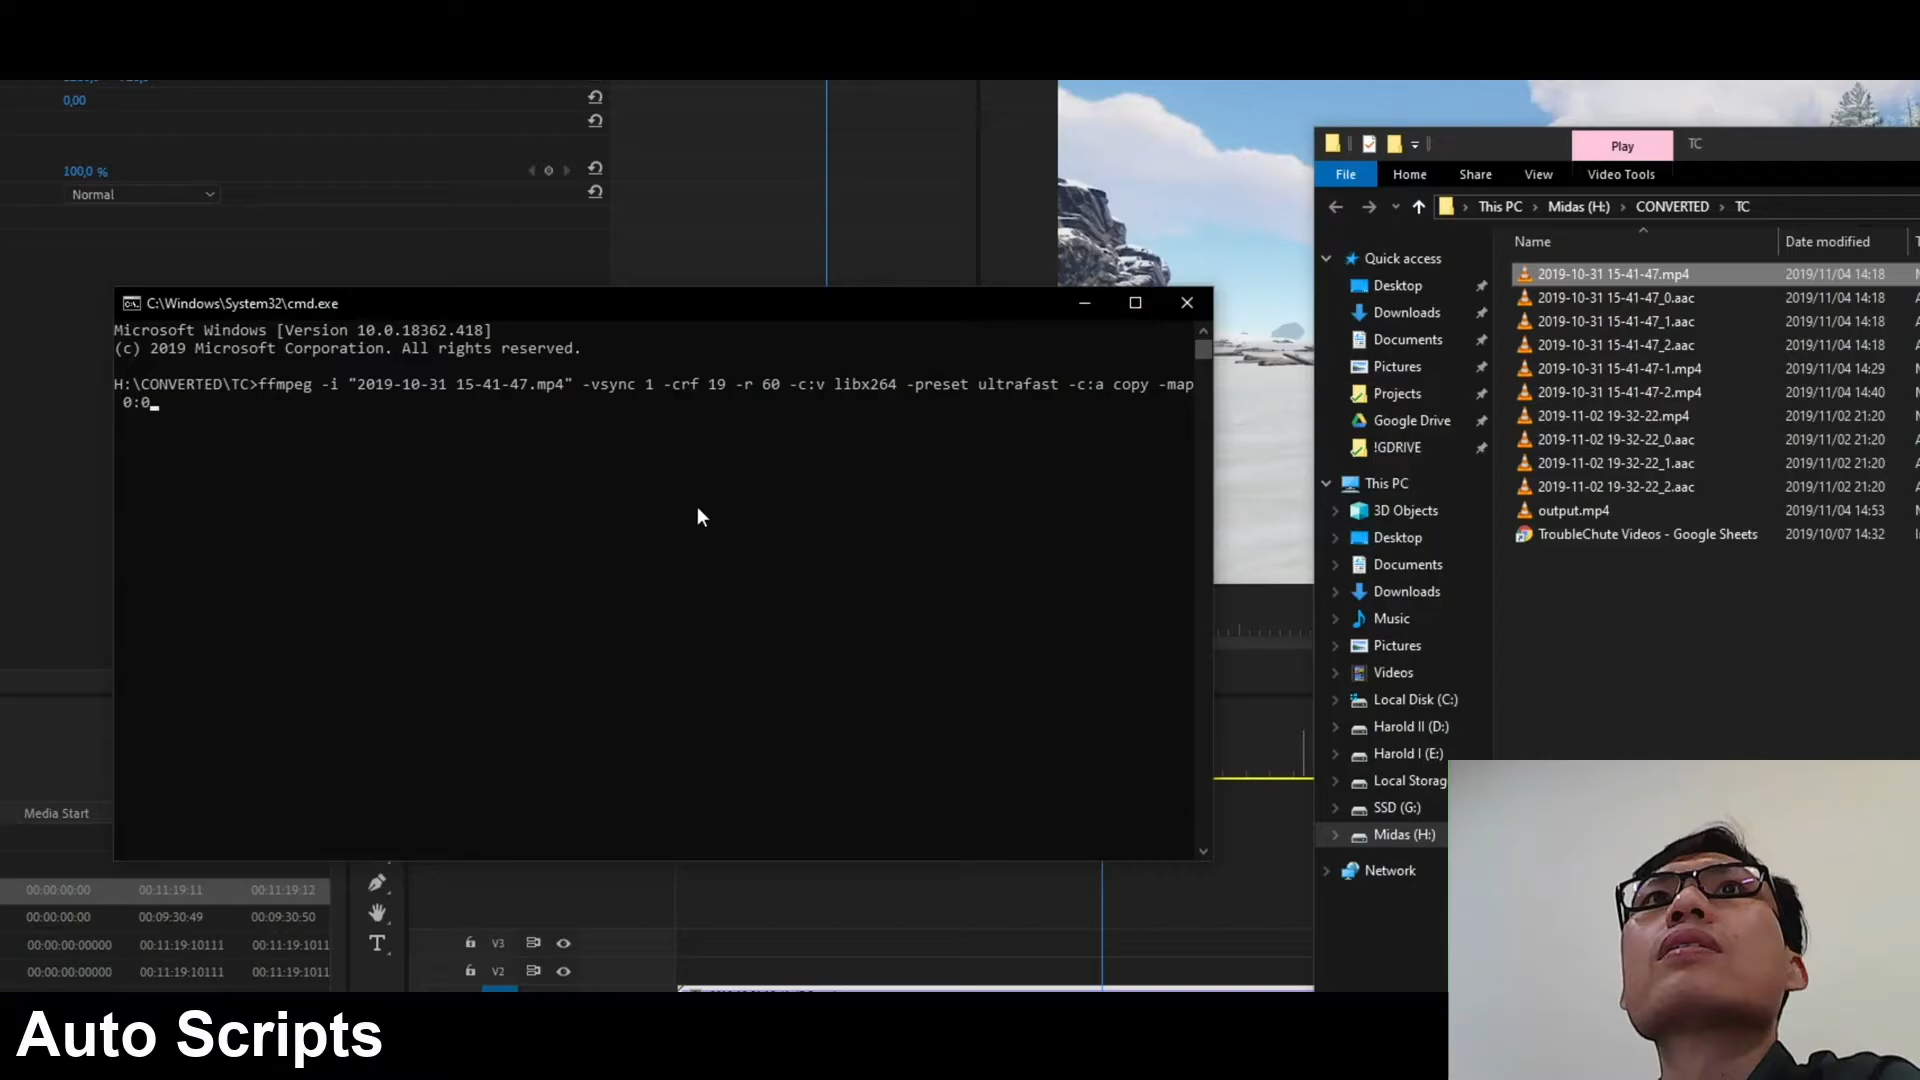 0,00
100,0 %
Normal
C:\Windows\System32\cmd.exe
Microsoft Windows [Version 10.0.18362.418]
(c) 2019 Microsoft Corporation. All rights reserved.
H:\CONVERTED\TC>ffmpeg -i "2019-10-31 15-41-47.mp4" -vsync 1 -crf 19 -r 60 -c:v libx264 -preset ultrafast -c:a copy -map
0:0
Play TC
File Home Share View Video Tools
This PC Midas (H:) CONVERTED TC
Name Date modified
Quick access
Desktop
Downloads
Documents
Pictures
Projects
Google Drive
!GDRIVE
This PC
3D Objects
Desktop
Documents
Downloads
Music
Pictures
Videos
Local Disk (C:)
Harold II (D:)
Harold I (E:)
Local Storag
SSD (G:)
Midas (H:)
Network
2019-10-31 15-41-47.mp4 2019/11/04 14:18
2019-10-31 15-41-47_0.aac 2019/11/04 14:18
2019-10-31 15-41-47_1.aac 2019/11/04 14:18
2019-10-31 15-41-47_2.aac 2019/11/04 14:18
2019-10-31 15-41-47-1.mp4 2019/11/04 14:29
2019-10-31 15-41-47-2.mp4 2019/11/04 14:40
2019-11-02 19-32-22.mp4 2019/11/02 21:20
2019-11-02 19-32-22_0.aac 2019/11/02 21:20
2019-11-02 19-32-22_1.aac 2019/11/02 21:20
2019-11-02 19-32-22_2.aac 2019/11/02 21:20
output.mp4 2019/11/04 14:53
TroubleChute Videos - Google Sheets 2019/10/07 14:32
Media Start
00:00:00:00 00:11:19:11 00:11:19:12
00:00:00:00 00:09:30:49 00:09:30:50
00:00:00:00000 00:11:19:10111 00:11:19:1011
00:00:00:00000 00:11:19:10111 00:11:19:1011
T
V3
V2
Auto Scripts